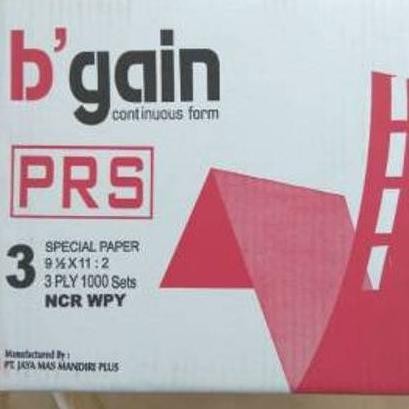 b'gain
continuous form
PRS
3
SPECIAL PAPER
9 ½ X 11 : 2
3 PLY 1000 Sets
NCR WPY
Manufactured By :
PT. JAYA MAS MANDIRI PLUS